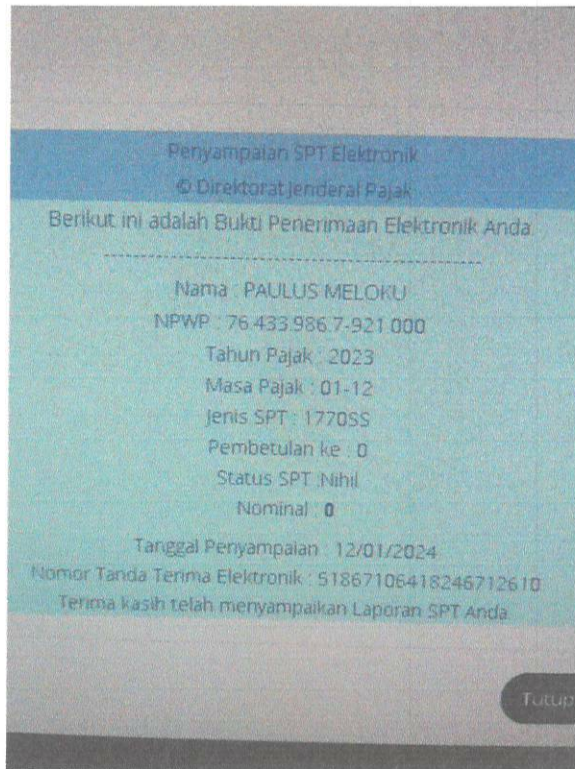 Penyampaian SPT Elektronik
© Direktorat Jenderal Pajak
Berikut ini adalah Bukti Penerimaan Elektronik Anda
--------------------------------------------------
Nama : PAULUS MELOKU
NPWP : 76.433.986.7-921.000
Tahun Pajak : 2023
Masa Pajak : 01-12
Jenis SPT : 1770SS
Pembetulan ke : 0
Status SPT :Nihil
Nominal : 0
Tanggal Penyampaian : 12/01/2024
Nomor Tanda Terima Elektronik : 51867106418246712610
Terima kasih telah menyampaikan Laporan SPT Anda
Tutup